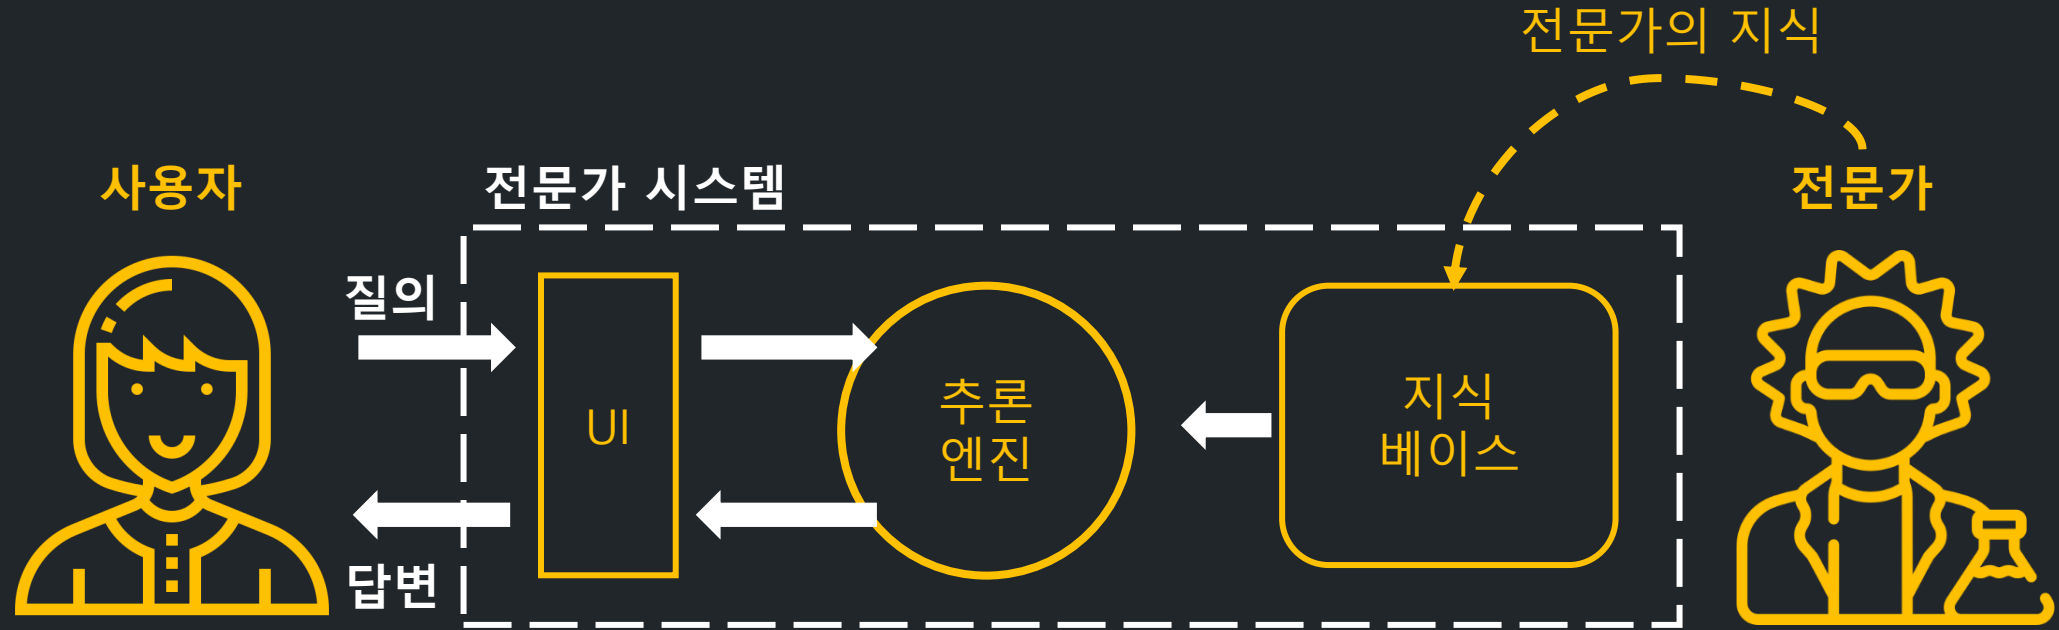 전문가의 지식
사용자
전문가 시스템
전문가
질의
UI
추론
엔진
지식
베이스
답변